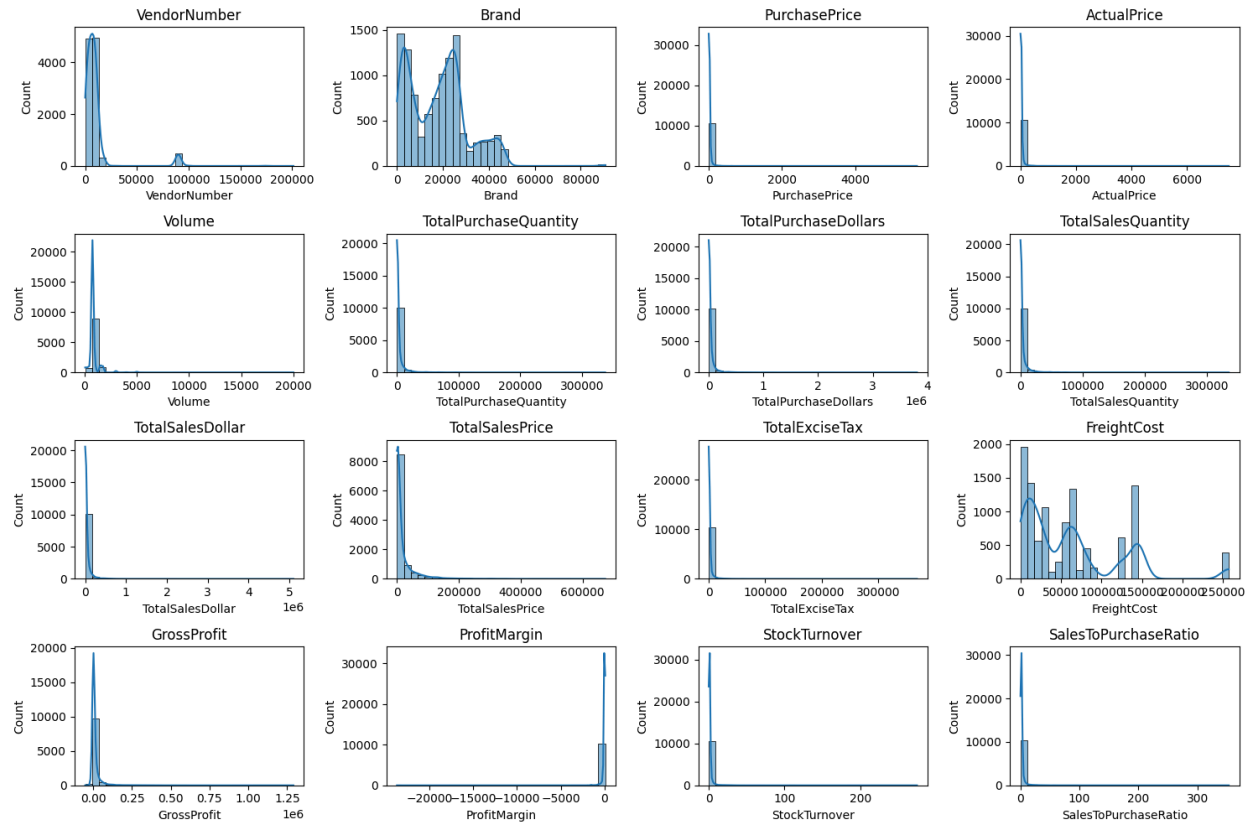 VendorNumber
Count
4000
2000
0
0 50000 100000 150000 200000
VendorNumber
Brand
Count
1500
1000
500
0
0 20000 40000 60000 80000
Brand
PurchasePrice
Count
30000
20000
10000
0
0 2000 4000
PurchasePrice
ActualPrice
Count
30000
20000
10000
0
0 2000 4000 6000
ActualPrice
Volume
Count
20000
15000
10000
5000
0
0 5000 10000 15000 20000
Volume
TotalPurchaseQuantity
Count
20000
15000
10000
5000
0
0 100000 200000 300000
TotalPurchaseQuantity
TotalPurchaseDollars
Count
20000
15000
10000
5000
0
0 1 2 3 4
TotalPurchaseDollars
1e6
TotalSalesQuantity
Count
20000
15000
10000
5000
0
0 100000 200000 300000
TotalSalesQuantity
TotalSalesDollar
Count
20000
15000
10000
5000
0
0 1 2 3 4 5
TotalSalesDollar
1e6
TotalSalesPrice
Count
8000
6000
4000
2000
0
0 200000 400000 600000
TotalSalesPrice
TotalExciseTax
Count
20000
10000
0
0 100000 200000 300000
TotalExciseTax
FreightCost
Count
2000
1500
1000
500
0
0 50000 100000 150000 200000 250000
FreightCost
GrossProfit
Count
20000
15000
10000
5000
0
0.00 0.25 0.50 0.75 1.00 1.25
GrossProfit
1e6
ProfitMargin
Count
30000
20000
10000
0
−20000 −15000 −10000 −5000 0
ProfitMargin
StockTurnover
Count
30000
20000
10000
0
0 100 200
StockTurnover
SalesToPurchaseRatio
Count
30000
20000
10000
0
0 100 200 300
SalesToPurchaseRatio